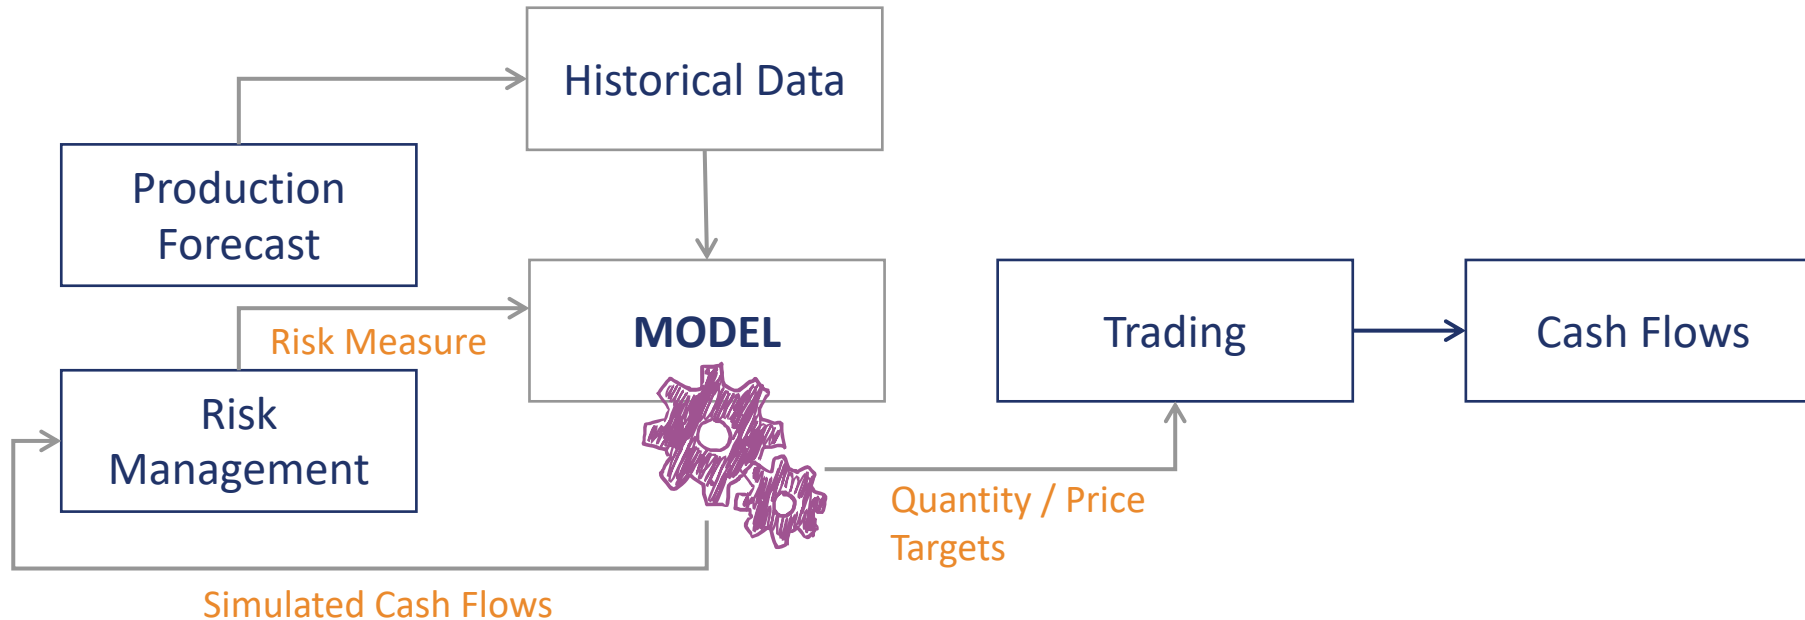 Historical Data
Production
Forecast
Risk Measure
MODEL
Trading
Cash Flows
Risk
Management
Quantity / Price
Targets
Simulated Cash Flows